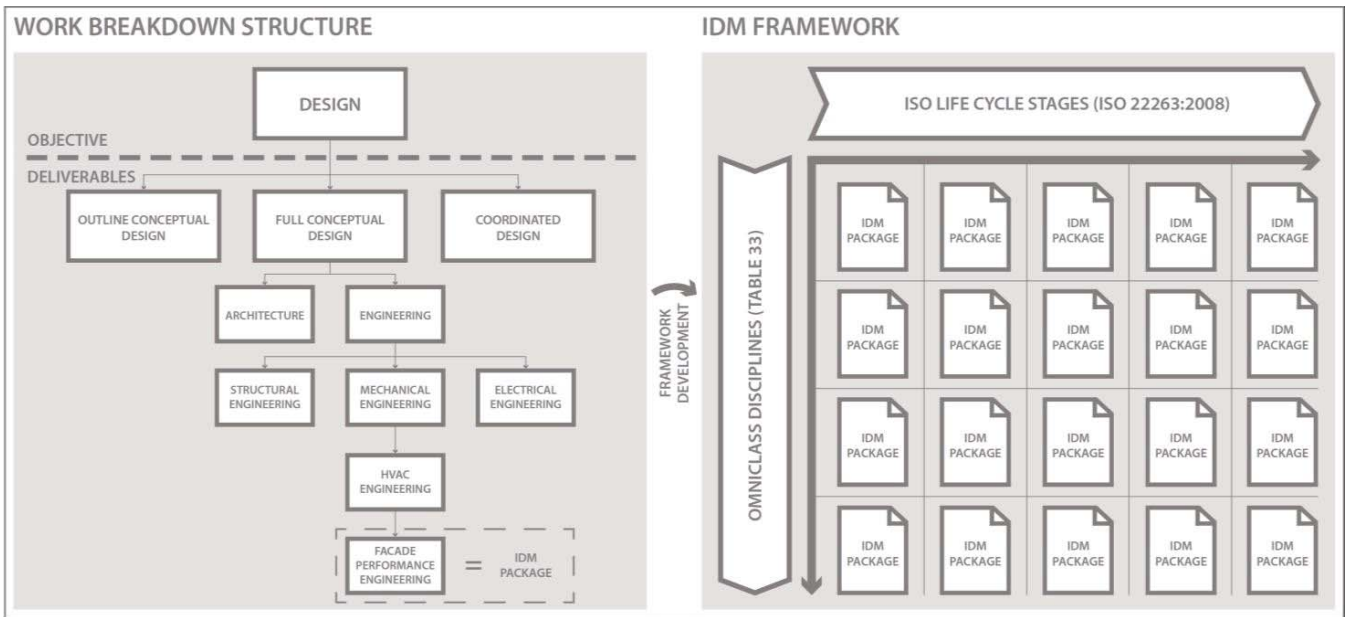 WORK BREAKDOWN STRUCTURE
DESIGN
OBJECTIVE
DELIVERABLES
OUTLINE CONCEPTUAL
DESIGN
FULL CONCEPTUAL
DESIGN
COORDINATED
DESIGN
ARCHITECTURE
ENGINEERING
STRUCTURAL
ENGINEERING
MECHANICAL
ENGINEERING
ELECTRICAL
ENGINEERING
HVAC
ENGINEERING
FACADE
PERFORMANCE
ENGINEERING
=
IDM
PACKAGE
FRAMEWORK
DEVELOPMENT
IDM FRAMEWORK
ISO LIFE CYCLE STAGES (ISO 22263:2008)
OMNICLASS DISCIPLINES (TABLE 33)
IDM
PACKAGE
IDM
PACKAGE
IDM
PACKAGE
IDM
PACKAGE
IDM
PACKAGE
IDM
PACKAGE
IDM
PACKAGE
IDM
PACKAGE
IDM
PACKAGE
IDM
PACKAGE
IDM
PACKAGE
IDM
PACKAGE
IDM
PACKAGE
IDM
PACKAGE
IDM
PACKAGE
IDM
PACKAGE
IDM
PACKAGE
IDM
PACKAGE
IDM
PACKAGE
IDM
PACKAGE